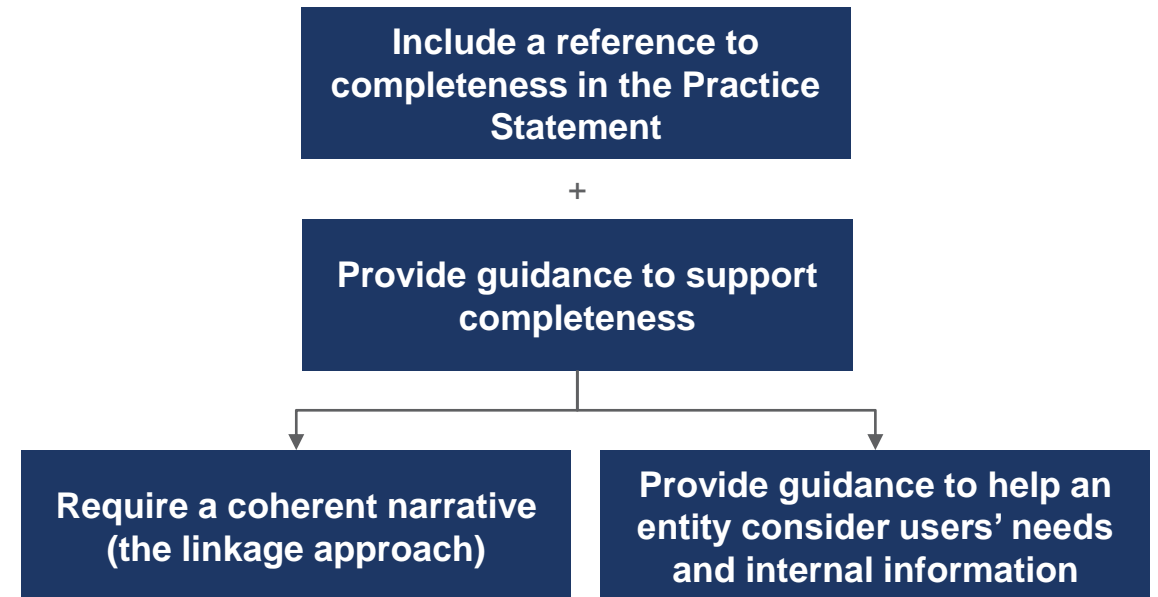 Include a reference to
completeness in the Practice
Statement
+
Provide guidance to support
completeness
Require a coherent narrative
(the linkage approach)
Provide guidance to help an
entity consider users’ needs
and internal information